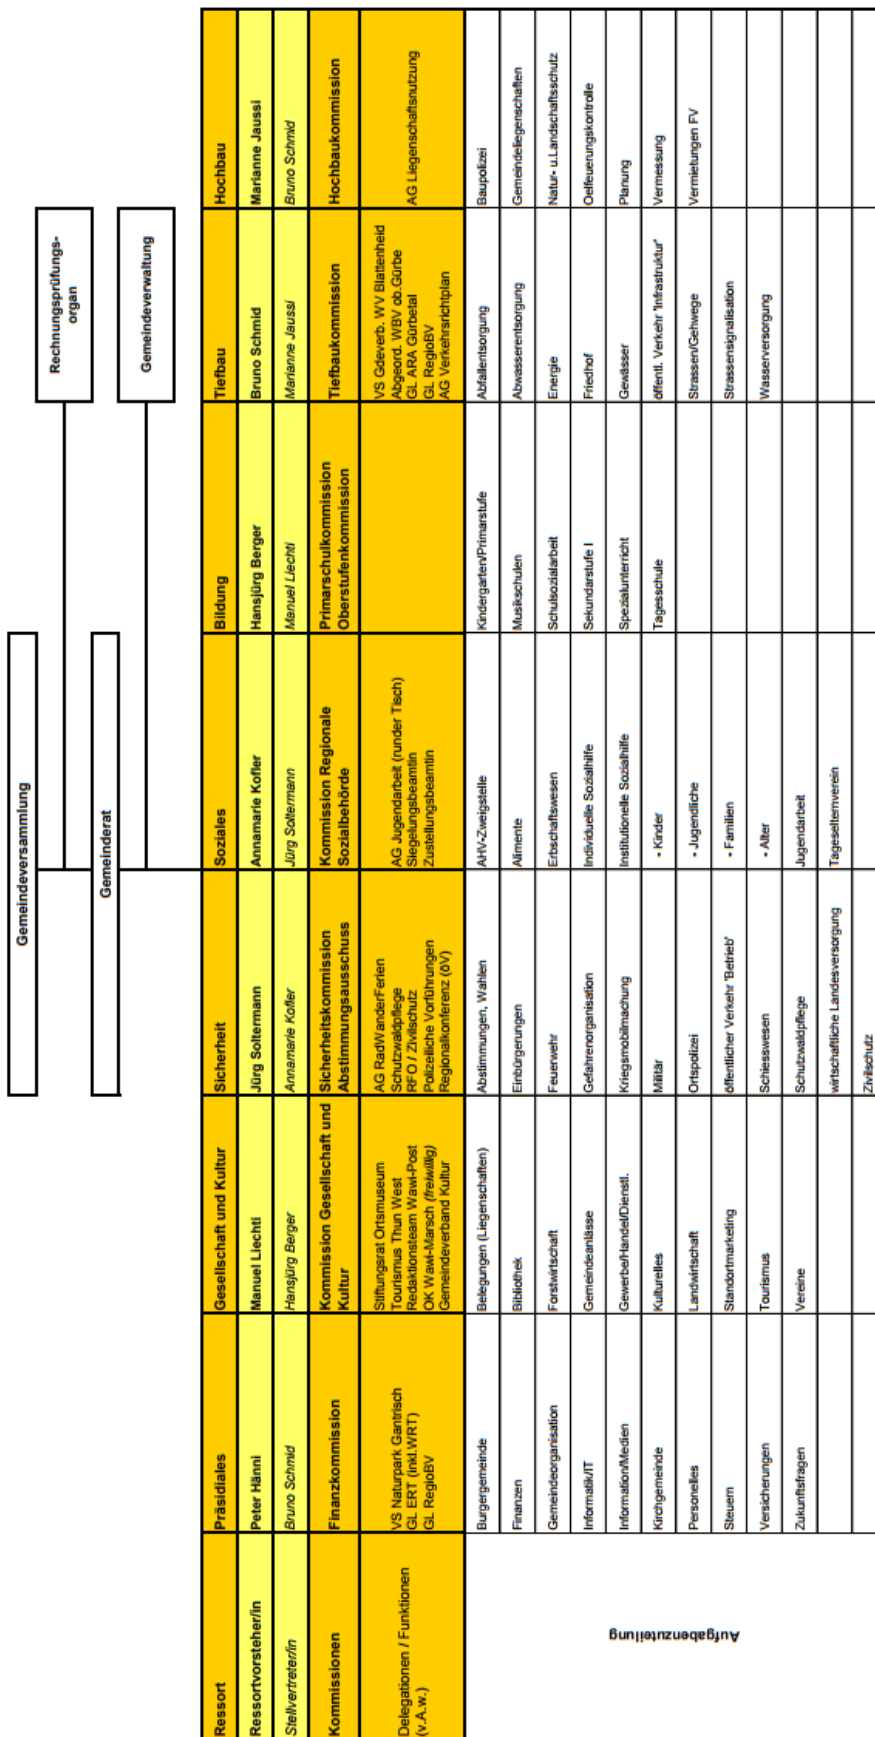 Gemeindeversammlung
Rechnungsprüfungs-
organ
Gemeinderat
Gemeindeverwaltung
Ressort
Präsidiales
Gesellschaft und Kultur
Sicherheit
Soziales
Bildung
Tiefbau
Hochbau
Ressortvorsteher/in
Peter Hänni
Manuel Liechti
Jürg Soltermann
Annamarie Kofler
Hansjürg Berger
Bruno Schmid
Marianne Jaussi
Stellvertreter/in
Bruno Schmid
Hansjürg Berger
Annamarie Kofler
Jürg Soltermann
Manuel Liechti
Marianne Jaussi
Bruno Schmid
Kommissionen
Finanzkommission
Kommission Gesellschaft und
Kultur
Sicherheitskommission
Abstimmungsausschuss
Kommission Regionale
Sozialbehörde
Primarschulkommission
Oberstufenkommission
Tiefbaukommission
Hochbaukommission
Delegationen / Funktionen
(v.A.w.)
VS Naturpark Gantrisch
GL ERT (inkl.WRT)
GL RegioBV
Stiftungsrat Ortsmuseum
Tourismus Thun West
Redaktionsteam Wawi-Post
OK Wawi-Marsch (freiwillig)
Gemeindeverband Kultur
AG RadWanderFerien
Schutzwaldpflege
RFO / Zivilschutz
Polizeiliche Vorführungen
Regionalkonferenz (öV)
AG Jugendarbeit (runder Tisch)
Siegelungsbeamtin
Zustellungsbeamtin
VS Gdeverb. WV Blattenheid
Abgeord. WBV ob.Gürbe
GL ARA Gürbetal
GL RegioBV
AG Verkehrsrichtplan
AG Liegenschaftsnutzung
Aufgabenzuteilung
Burgergemeinde
Belegungen (Liegenschaften)
Abstimmungen, Wahlen
AHV-Zweigstelle
Kindergarten/Primarstufe
Abfallentsorgung
Baupolizei
Finanzen
Bibliothek
Einbürgerungen
Alimente
Musikschulen
Abwasserentsorgung
Gemeindeliegenschaften
Gemeindeorganisation
Forstwirtschaft
Feuerwehr
Erbschaftswesen
Schulsozialarbeit
Energie
Natur- u.Landschaftsschutz
Informatik/IT
Gemeindeanlässe
Gefahrenorganisation
Individuelle Sozialhilfe
Sekundarstufe I
Friedhof
Oelfeuerungskontrolle
Information/Medien
Gewerbe/Handel/Dienstl.
Kriegsmobilmachung
Institutionelle Sozialhilfe
Spezialunterricht
Gewässer
Planung
Kirchgemeinde
Kulturelles
Militär
- Kinder
Tagesschule
öffentl. Verkehr 'Infrastruktur'
Vermessung
Personelles
Landwirtschaft
Ortspolizei
- Jugendliche
Strassen/Gehwege
Vermietungen FV
Steuern
Standortmarketing
öffentlicher Verkehr 'Betrieb'
- Familien
Strassensignalisation
Versicherungen
Tourismus
Schiesswesen
- Alter
Wasserversorgung
Zukunftsfragen
Vereine
Schutzwaldpflege
Jugendarbeit
wirtschaftliche Landesversorgung
Tageselternverein
Zivilschutz